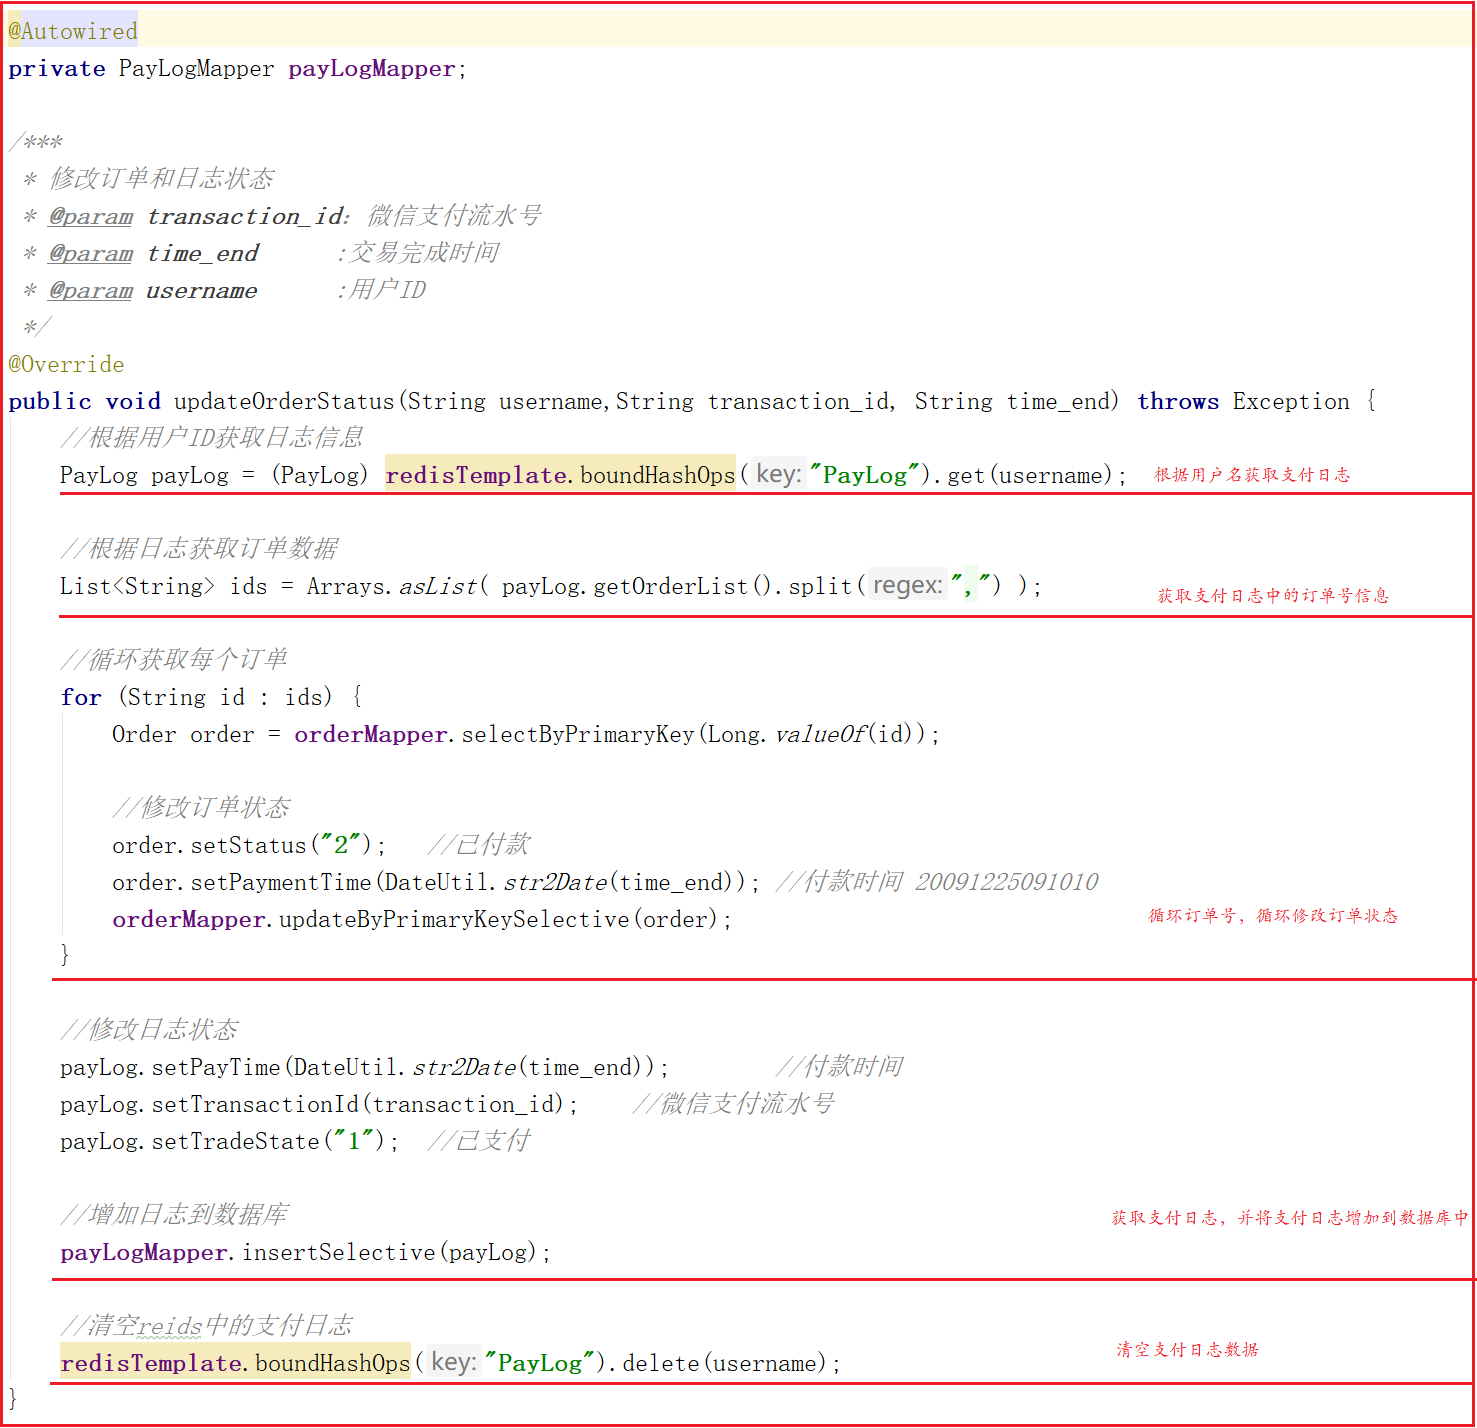 @Autowired
private PayLogMapper payLogMapper;
/***
* 修改订单和日志状态
* @param transaction_id: 微信支付流水号
* @param time_end :交易完成时间
* @param username :用户ID
*/
@Override
public void updateOrderStatus(String username,String transaction_id, String time_end) throws Exception {
//根据用户ID获取日志信息
PayLog payLog = (PayLog) redisTemplate.boundHashOps( key: "PayLog").get(username); 根据用户名获取支付日志
//根据日志获取订单数据
List<String> ids = Arrays.asList( payLog.getOrderList().split( regex: ",") );
获取支付日志中的订单号信息
//循环获取每个订单
for (String id : ids) {
Order order = orderMapper.selectByPrimaryKey(Long.valueOf(id));
//修改订单状态
order.setStatus("2"); //已付款
order.setPaymentTime(DateUtil.str2Date(time_end)); //付款时间 20091225091010
orderMapper.updateByPrimaryKeySelective(order); 循环订单号，循环修改订单状态
}
//修改日志状态
payLog.setPayTime(DateUtil.str2Date(time_end)); //付款时间
payLog.setTransactionId(transaction_id); //微信支付流水号
payLog.setTradeState("1"); //已支付
//增加日志到数据库 获取支付日志，并将支付日志增加到数据库中
payLogMapper.insertSelective(payLog);
//清空reids中的支付日志
redisTemplate.boundHashOps( key: "PayLog").delete(username); 清空支付日志数据
}